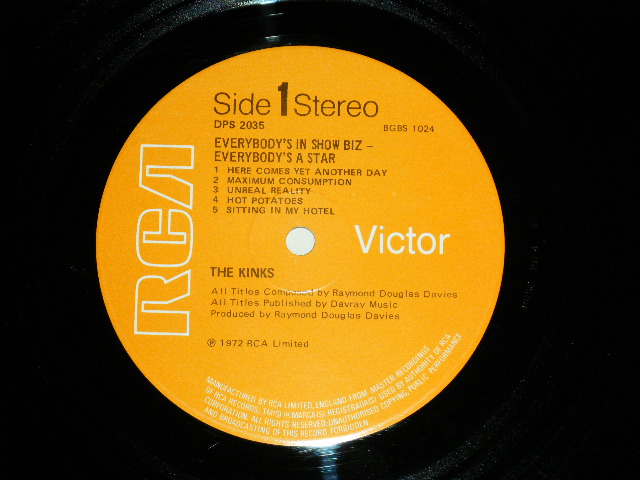 Side 1 Stereo
DPS 2035
BGBS 1024
EVERYBODY'S IN SHOW BIZ –
EVERYBODY'S A STAR
1 HERE COMES YET ANOTHER DAY
2 MAXIMUM CONSUMPTION
3 UNREAL REALITY
4 HOT POTATOES
5 SITTING IN MY HOTEL
RCA
Victor
THE KINKS
All Titles Composed by Raymond Douglas Davies
All Titles Published by Davray Music
Produced by Raymond Douglas Davies
℗ 1972 RCA Limited
MANUFACTURED BY RCA LIMITED, ENGLAND FROM MASTER RECORDINGS
OF RCA RECORDS: TM(S) ® MARCA(S) REGISTRADA(S) USED BY AUTHORITY OF RCA
CORPORATION. ALL RIGHTS RESERVED. UNAUTHORISED COPYING, PUBLIC PERFORMANCE
AND BROADCASTING OF THIS RECORD FORBIDDEN